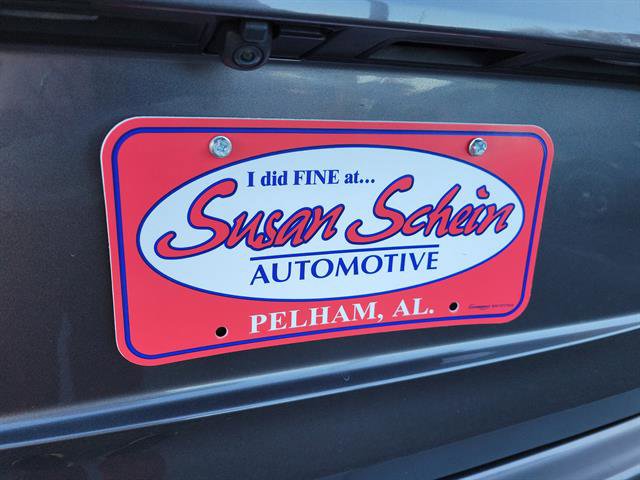 I did FINE at...
Susan Schein
AUTOMOTIVE
PELHAM, AL.